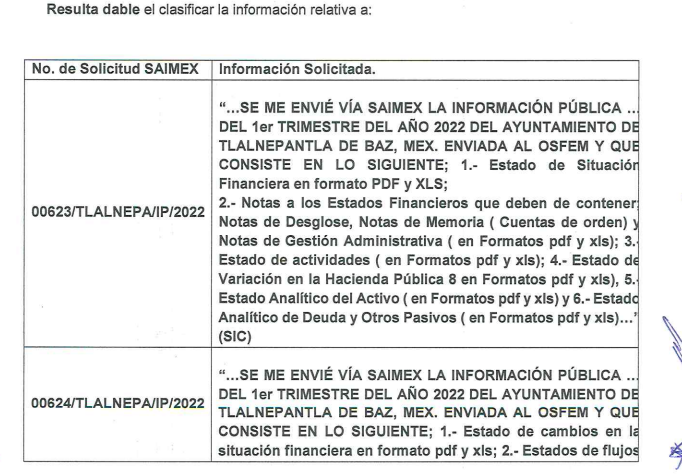 Resulta dable el clasificar la información relativa a:
No. de Solicitud SAIMEX Información Solicitada.
00623/TLALNEPA/IP/2022
“...SE ME ENVIÉ VÍA SAIMEX LA INFORMACIÓN PÚBLICA ...
DEL 1er TRIMESTRE DEL AÑO 2022 DEL AYUNTAMIENTO DE
TLALNEPANTLA DE BAZ, MEX. ENVIADA AL OSFEM Y QUE
CONSISTE EN LO SIGUIENTE; 1.- Estado de Situación
Financiera en formato PDF y XLS;
2.- Notas a los Estados Financieros que deben de contener;
Notas de Desglose, Notas de Memoria ( Cuentas de orden) y
Notas de Gestión Administrativa ( en Formatos pdf y xls); 3.-
Estado de actividades ( en Formatos pdf y xls); 4.- Estado de
Variación en la Hacienda Pública 8 en Formatos pdf y xls), 5.-
Estado Analítico del Activo ( en Formatos pdf y xls) y 6.- Estado
Analítico de Deuda y Otros Pasivos ( en Formatos pdf y xls)...”
(SIC)
00624/TLALNEPA/IP/2022
“...SE ME ENVIÉ VÍA SAIMEX LA INFORMACIÓN PÚBLICA ...
DEL 1er TRIMESTRE DEL AÑO 2022 DEL AYUNTAMIENTO DE
TLALNEPANTLA DE BAZ, MEX. ENVIADA AL OSFEM Y QUE
CONSISTE EN LO SIGUIENTE; 1.- Estado de cambios en la
situación financiera en formato pdf y xls; 2.- Estados de flujos